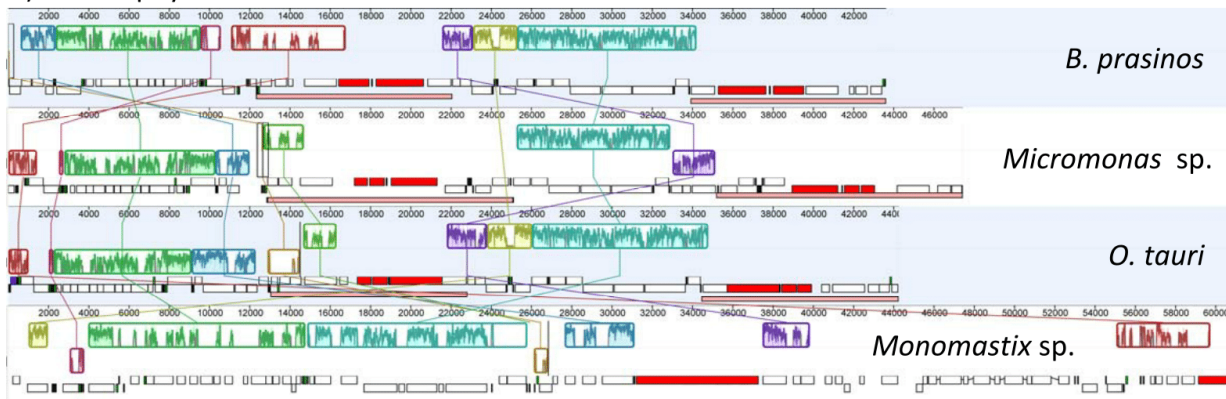 2000 4000 6000 8000 10000 12000 14000 16000 18000 20000 22000 24000 26000 28000 30000 32000 34000 36000 38000 40000 42000
B. prasinos
2000 4000 6000 8000 10000 12000 14000 16000 18000 20000 22000 24000 26000 28000 30000 32000 34000 36000 38000 40000 42000 44000 46000
Micromonas sp.
2000 4000 6000 8000 10000 12000 14000 16000 18000 20000 22000 24000 26000 28000 30000 32000 34000 36000 38000 40000 42000
O. tauri
2000 4000 6000 8000 10000 12000 14000 16000 18000 20000 22000 24000 26000 28000 30000 32000 34000 36000 38000 40000 42000 44000 46000 48000 50000 52000 54000 56000 58000
Monomastix sp.